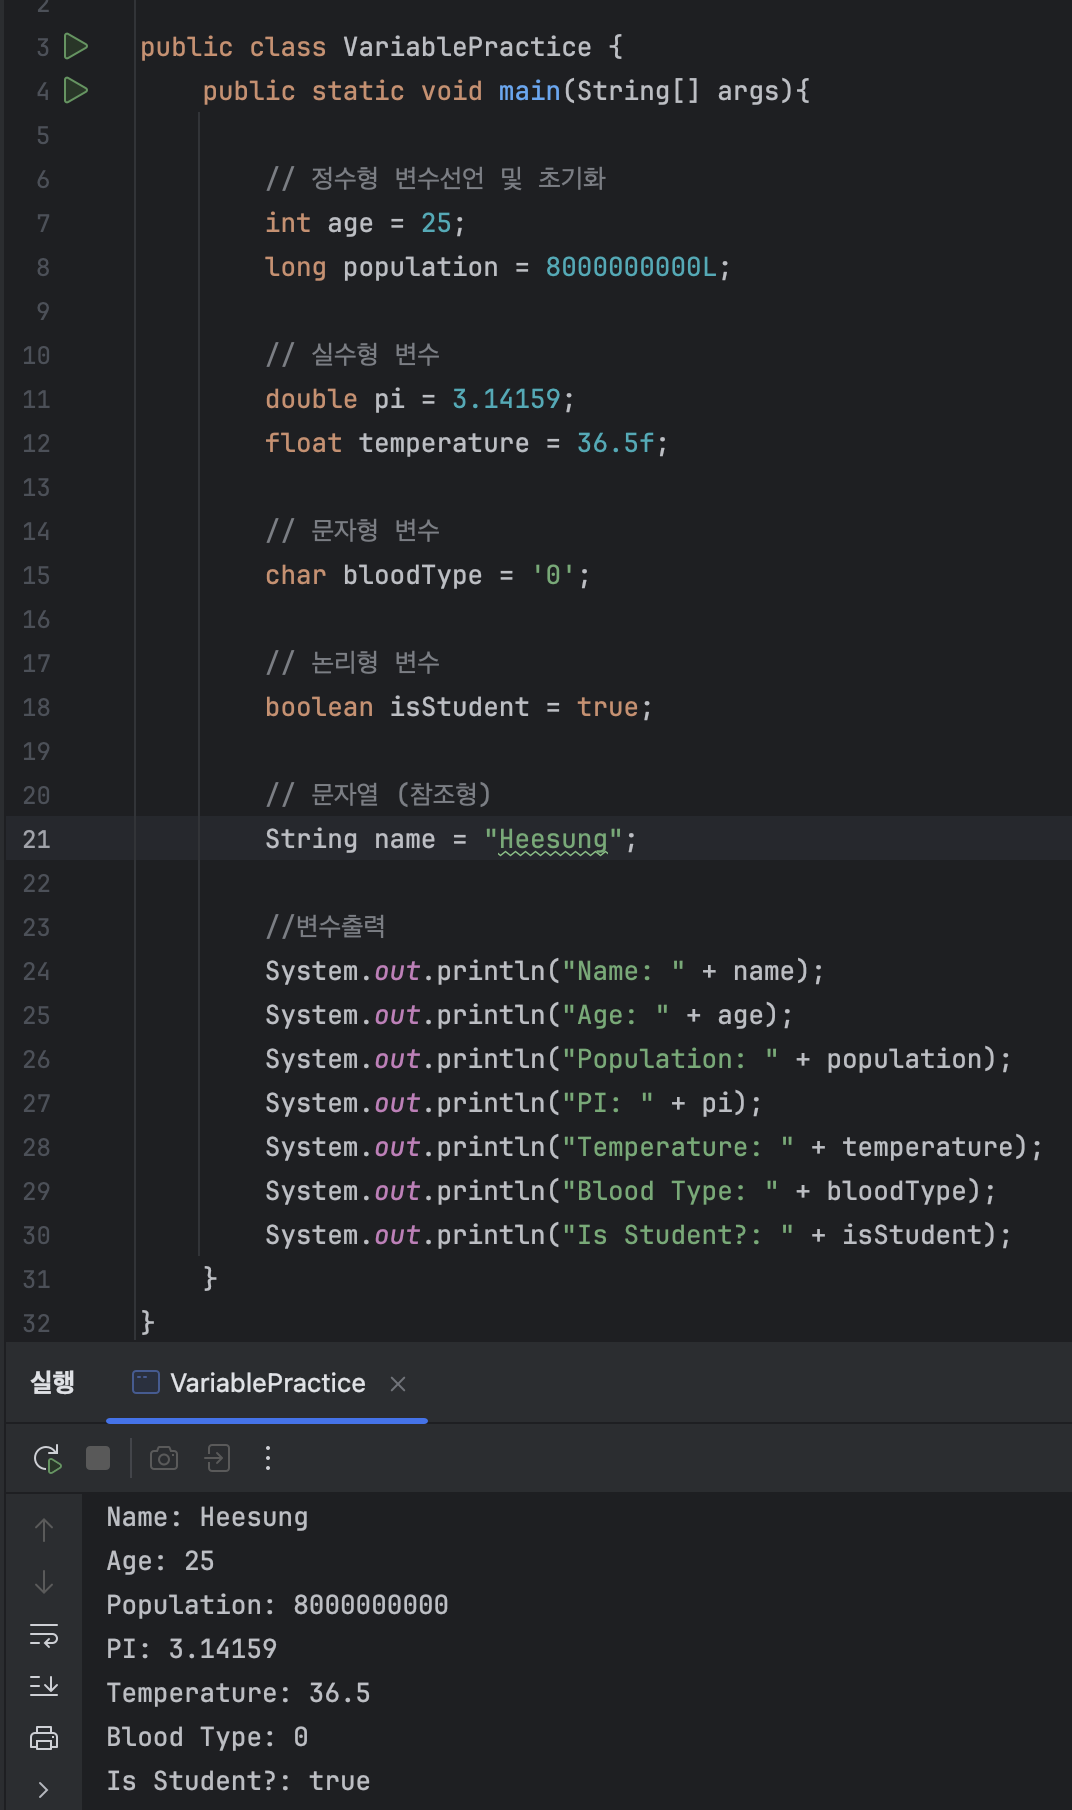 2
3 public class VariablePractice {
4 public static void main(String[] args){
5
6 // 정수형 변수선언 및 초기화
7 int age = 25;
8 long population = 8000000000L;
9
10 // 실수형 변수
11 double pi = 3.14159;
12 float temperature = 36.5f;
13
14 // 문자형 변수
15 char bloodType = '0';
16
17 // 논리형 변수
18 boolean isStudent = true;
19
20 // 문자열 (참조형)
21 String name = "Heesung";
22
23 //변수출력
24 System.out.println("Name: " + name);
25 System.out.println("Age: " + age);
26 System.out.println("Population: " + population);
27 System.out.println("PI: " + pi);
28 System.out.println("Temperature: " + temperature);
29 System.out.println("Blood Type: " + bloodType);
30 System.out.println("Is Student?: " + isStudent);
31 }
32 }
실행 VariablePractice
Name: Heesung
Age: 25
Population: 8000000000
PI: 3.14159
Temperature: 36.5
Blood Type: 0
Is Student?: true